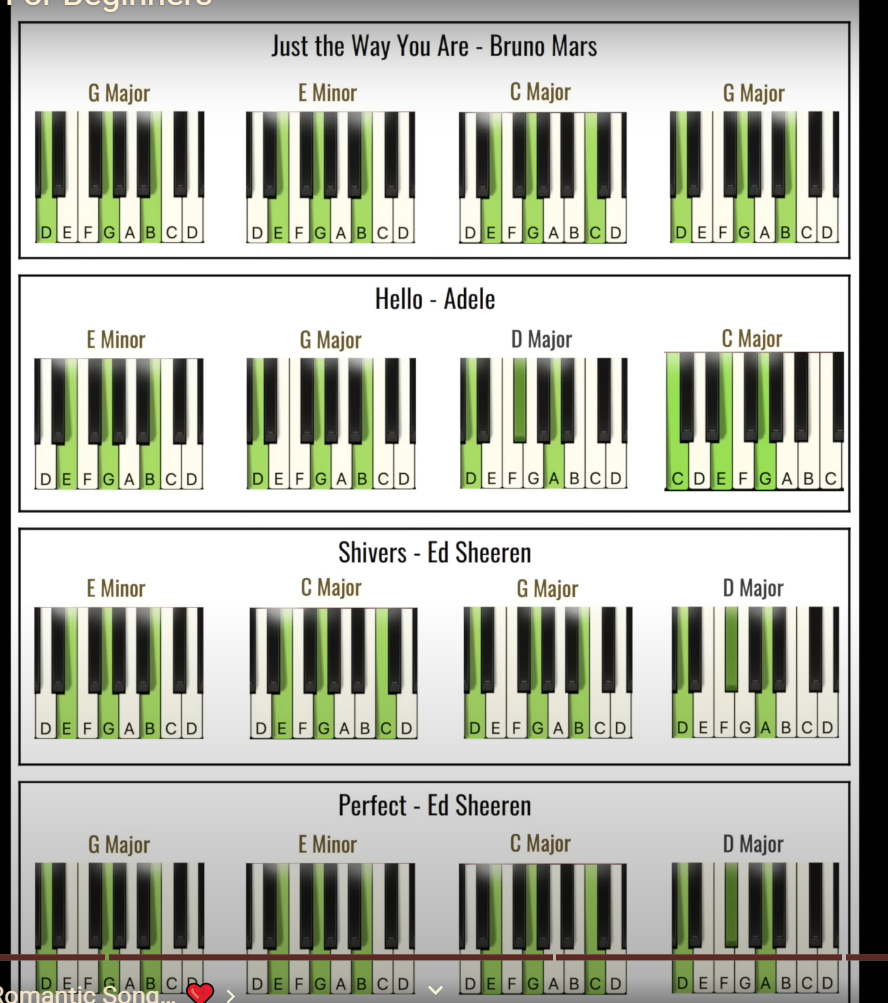 For Beginners
Just the Way You Are - Bruno Mars
G Major E Minor C Major G Major
D E F G A B C D D E F G A B C D D E F G A B C D D E F G A B C D
Hello - Adele
E Minor G Major D Major C Major
D E F G A B C D D E F G A B C D D E F G A B C D C D E F G A B C
Shivers - Ed Sheeren
E Minor C Major G Major D Major
D E F G A B C D D E F G A B C D D E F G A B C D D E F G A B C D
Perfect - Ed Sheeren
G Major E Minor C Major D Major
D E F G A B C D D E F G A B C D D E F G A B C D D E F G A B C D
Romantic Song... ❤️ >